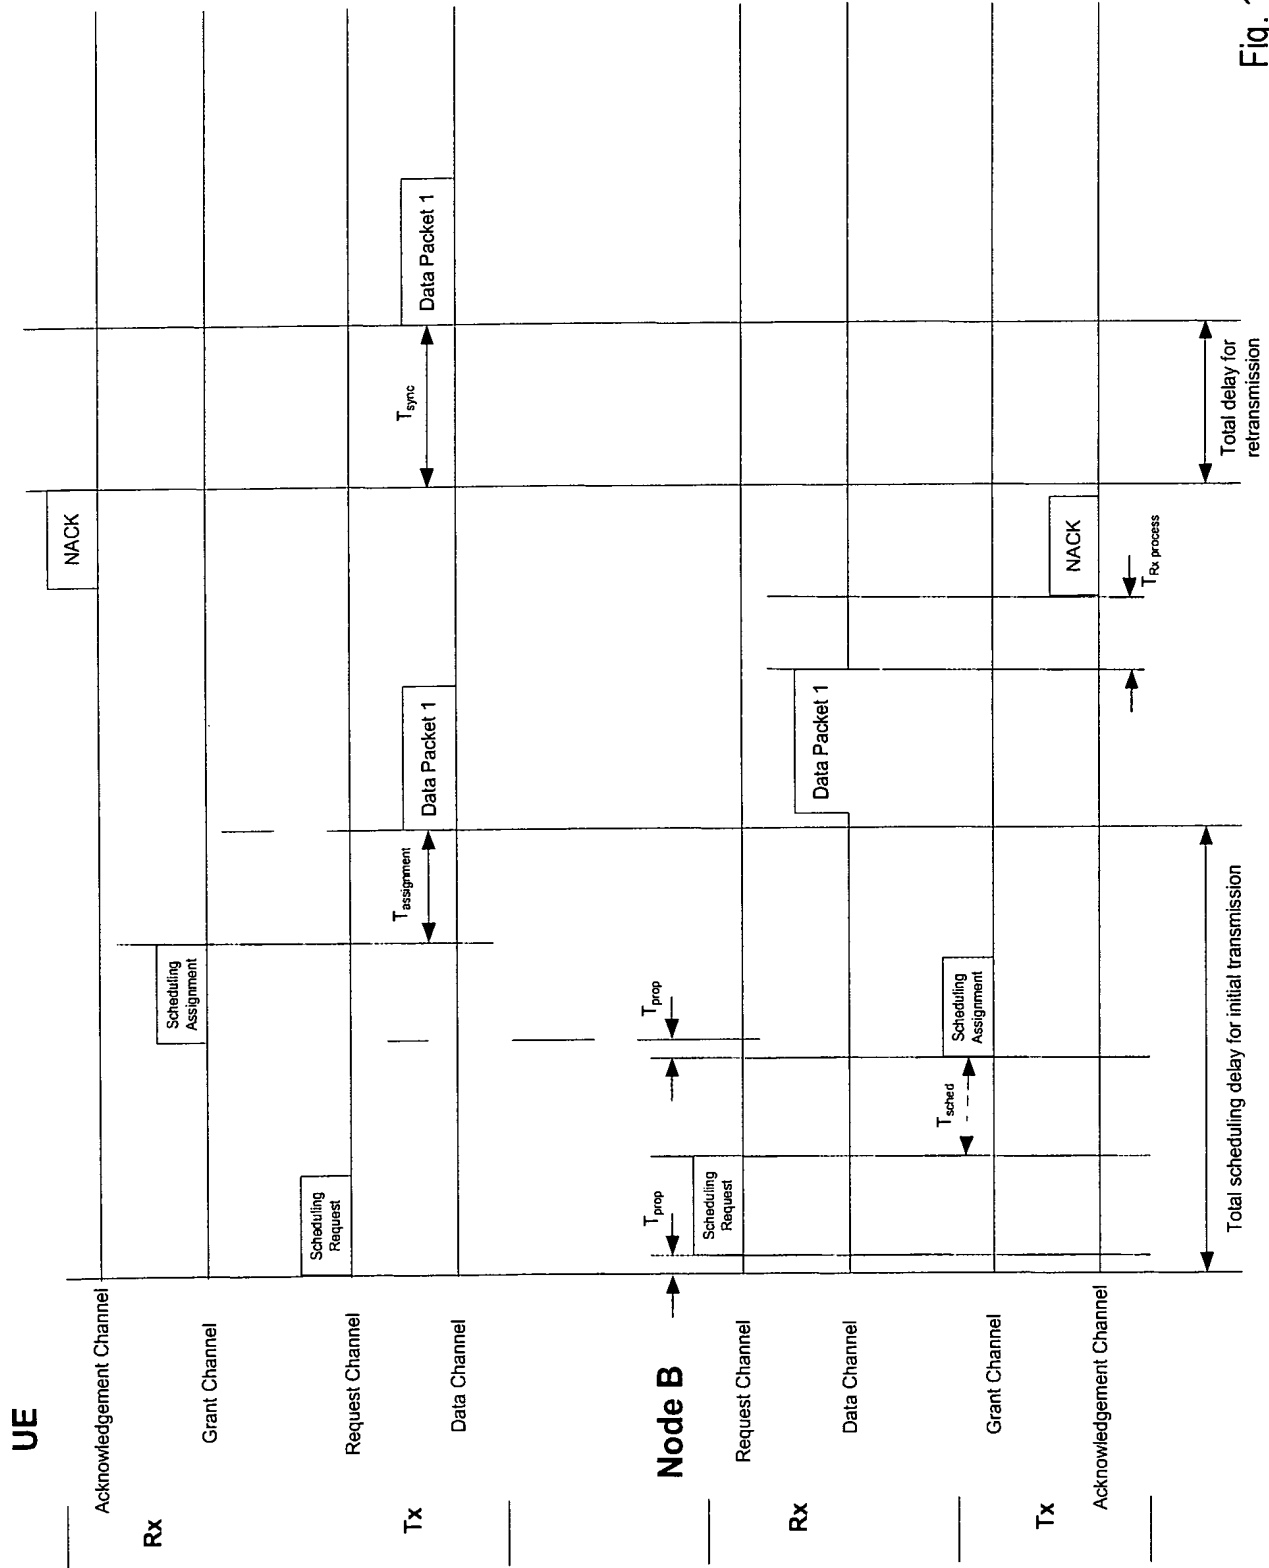 UE
Rx
Acknowledgement Channel
NACK
Grant Channel
Scheduling
Assignment
Tx
Request Channel
Scheduling
Request
Data Channel
Tassignment
Data Packet 1
Tsync
Data Packet 1
Node B
Tprop
Tprop
Rx
Request Channel
Scheduling
Request
Data Channel
Data Packet 1
Tx
Grant Channel
Tsched
Scheduling
Assignment
Acknowledgement Channel
NACK
TRx process
Total scheduling delay for initial transmission
Total delay for
retransmission
Fig.